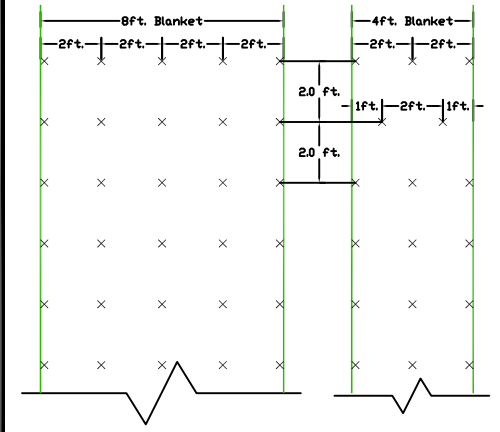 8ft. Blanket
4ft. Blanket
2ft. 2ft. 2ft. 2ft.
2ft. 2ft.
2.0 ft.
1ft. 2ft. 1ft.
2.0 ft.